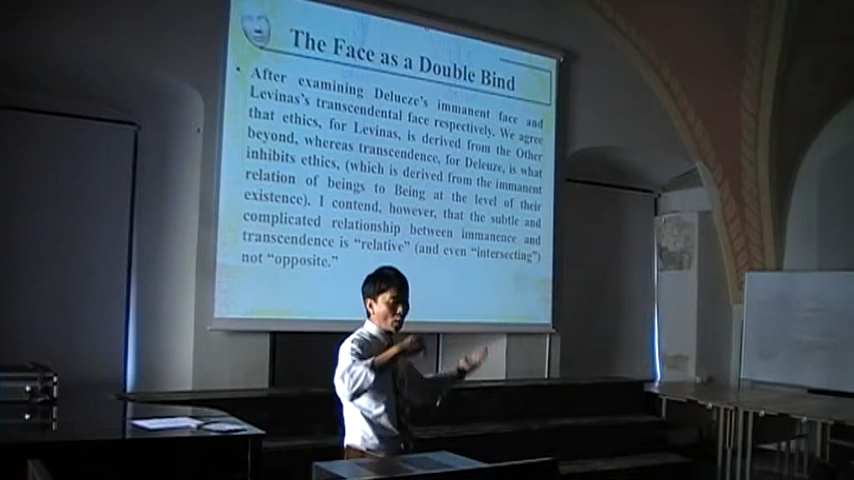 The Face as a Double Bind
• After examining Delueze's immanent face and
Levinas's transcendental face respectively. We agree
that ethics, for Levinas, is derived from the Other
beyond, whereas transcendence, for Deleuze, is what
inhibits ethics, (which is derived from the immanent
relation of beings to Being at the level of their
existence). I contend, however, that the subtle and
complicated relationship between immanence and
transcendence is "relative" (and even "intersecting")
not "opposite."